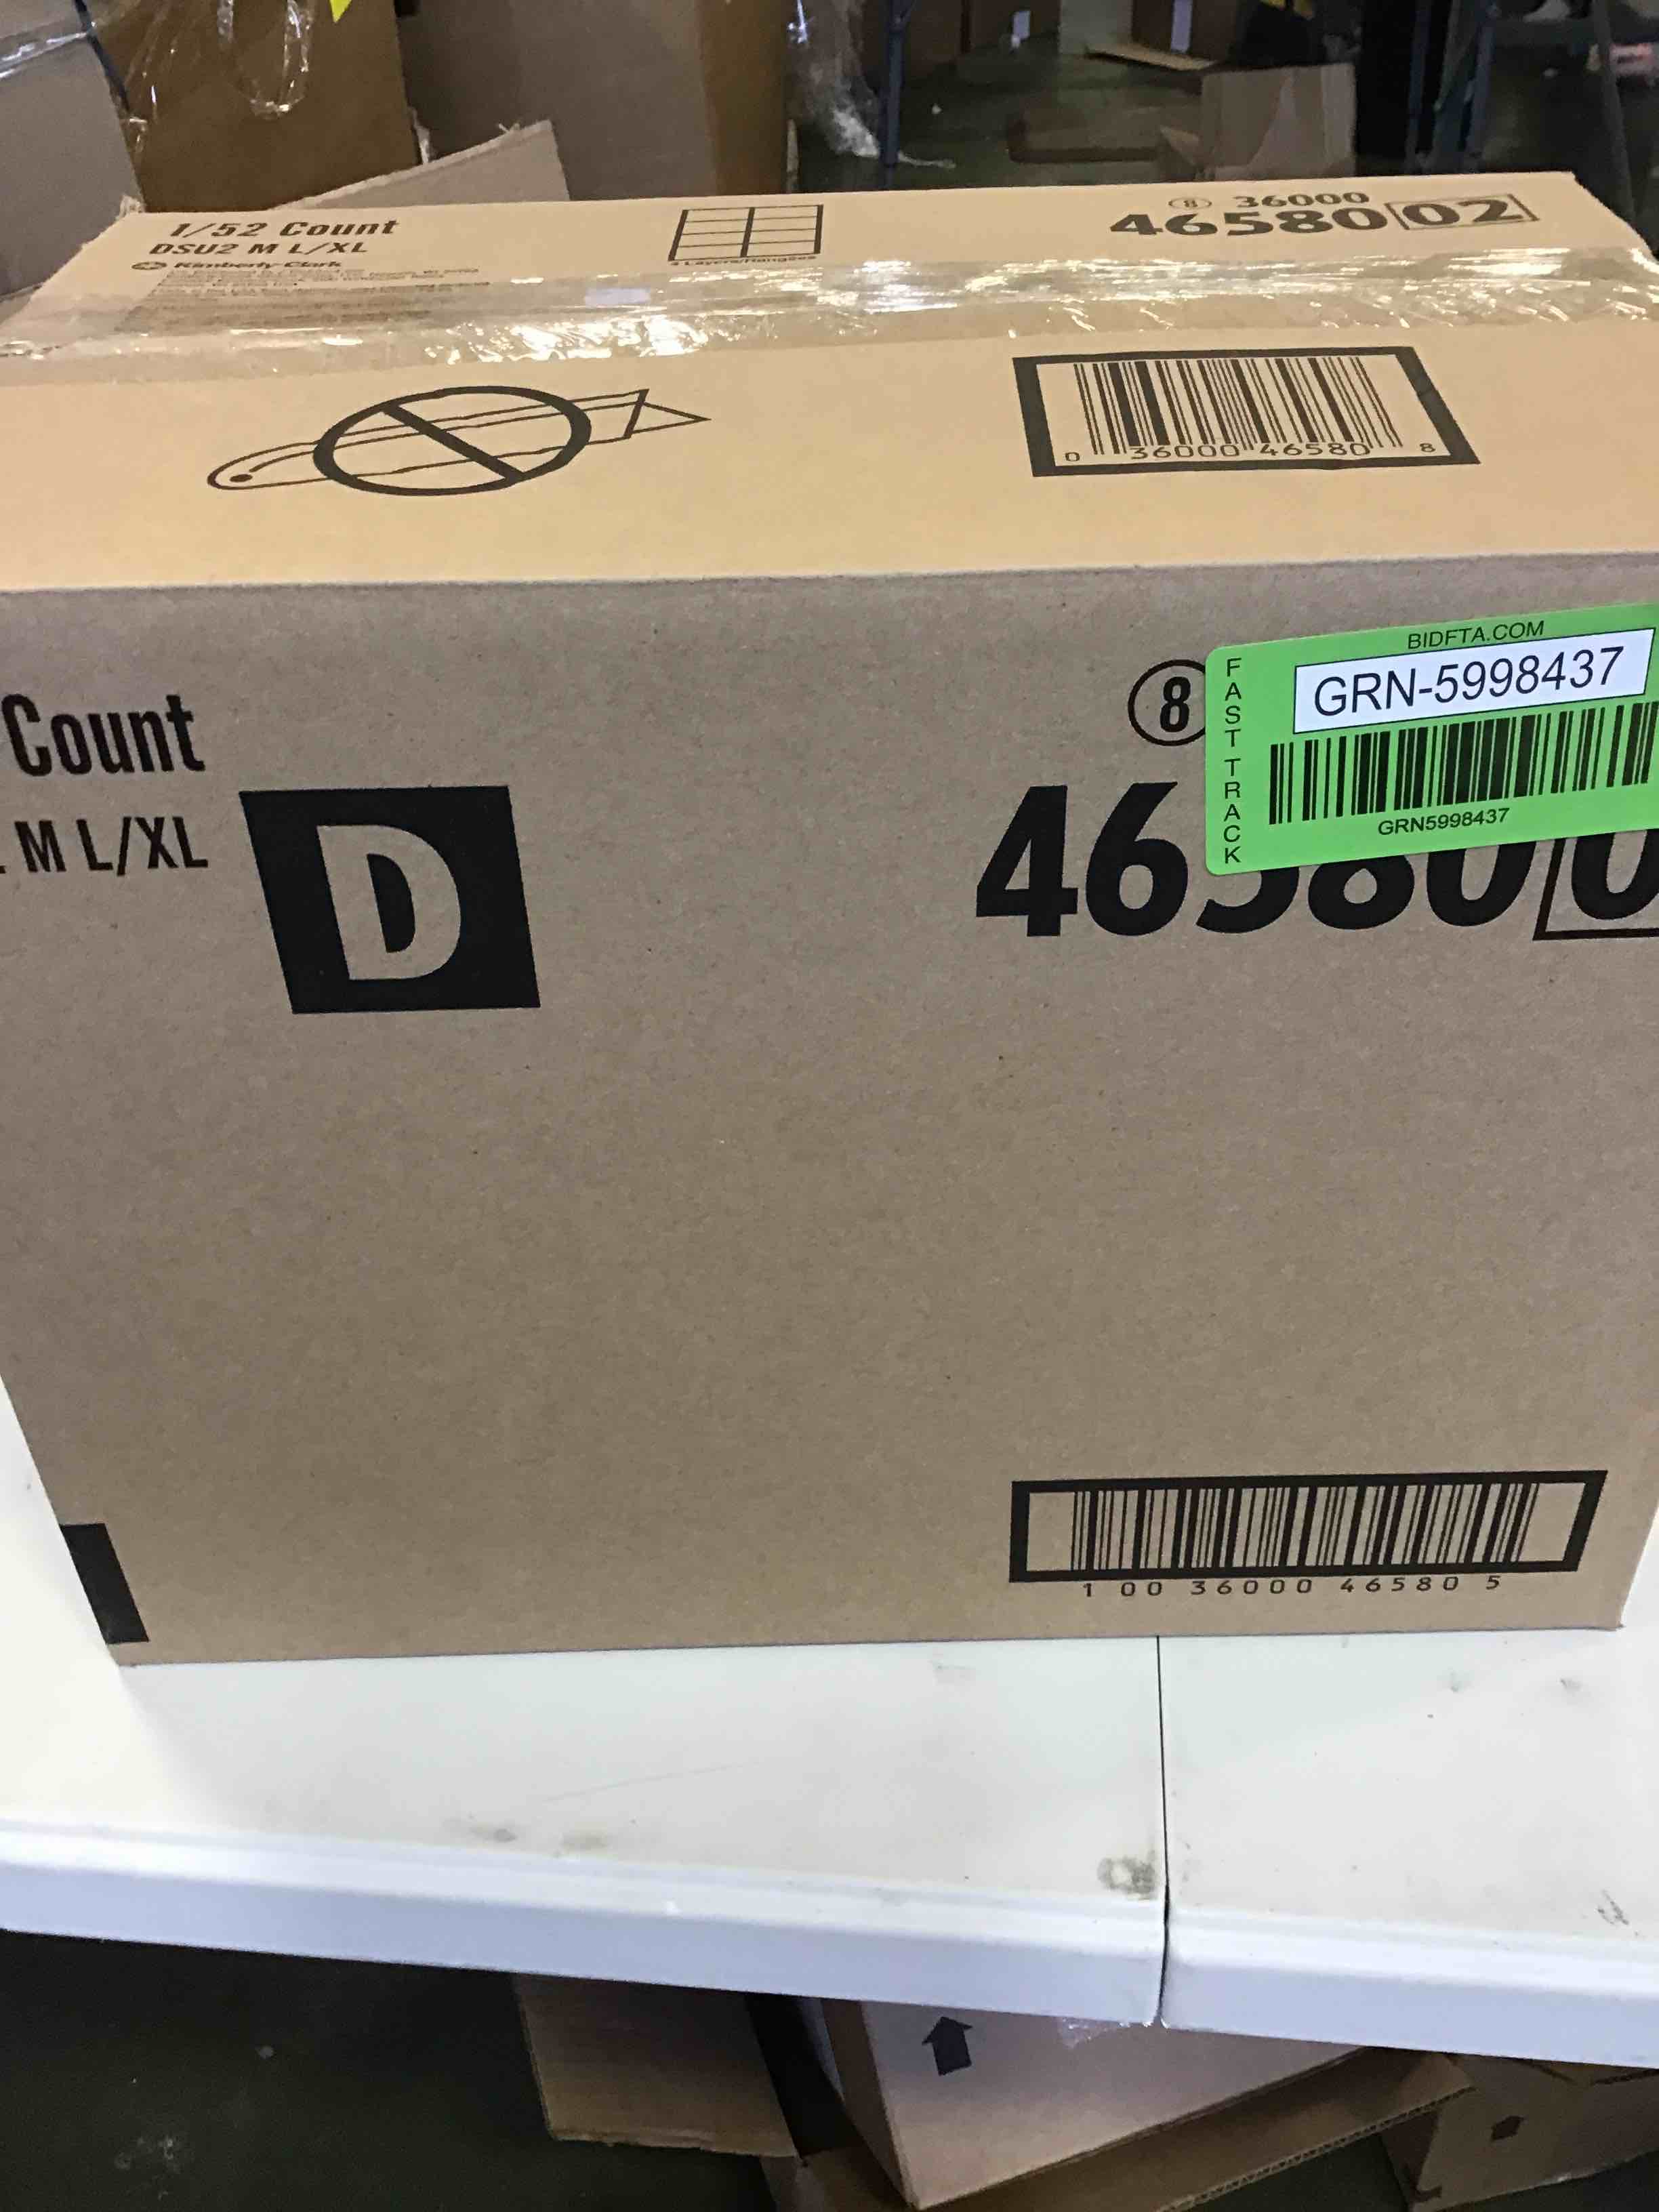 1/52 Count
DSU2 M L/XL
Kimberly-Clark
8 36000
46580 02
0 36000 46580 8
Count
M L/XL
D
8
46580 0
BIDFTA.COM
FAST TRACK
GRN-5998437
GRN5998437
1 00 36000 46580 5